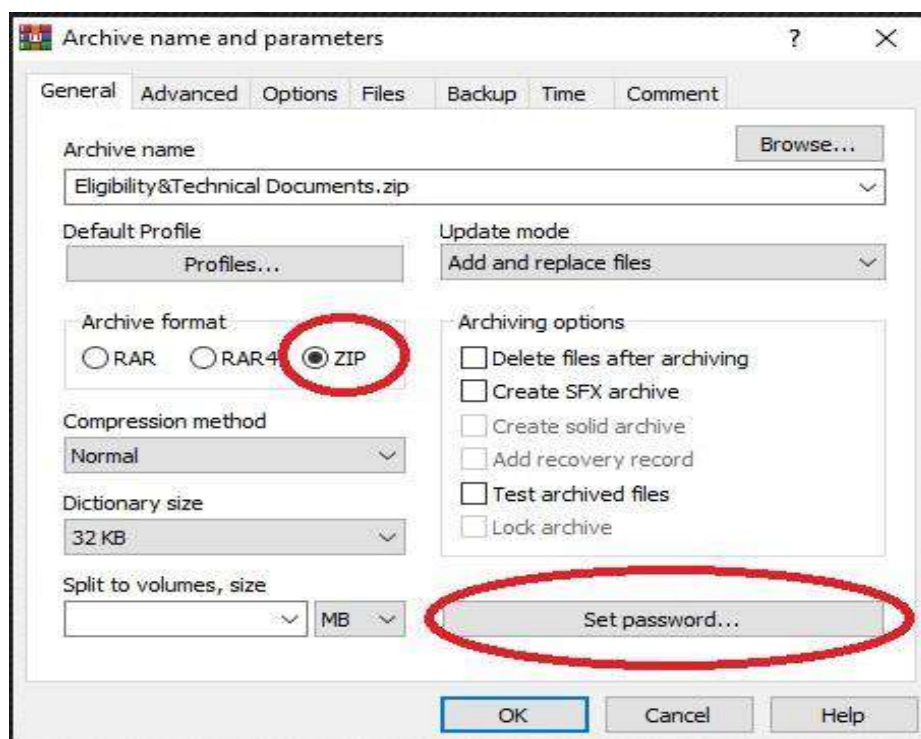 Archive name and parameters
?
General Advanced Options Files Backup Time Comment
Archive name
Browse...
Eligibility&Technical Documents.zip
Default Profile
Update mode
Profiles...
Add and replace files
Archive format
Archiving options
RAR RAR4 ZIP
Delete files after archiving
Create SFX archive
Compression method
Create solid archive
Normal
Add recovery record
Dictionary size
Test archived files
32 KB
Lock archive
Split to volumes, size
MB
Set password...
OK Cancel Help